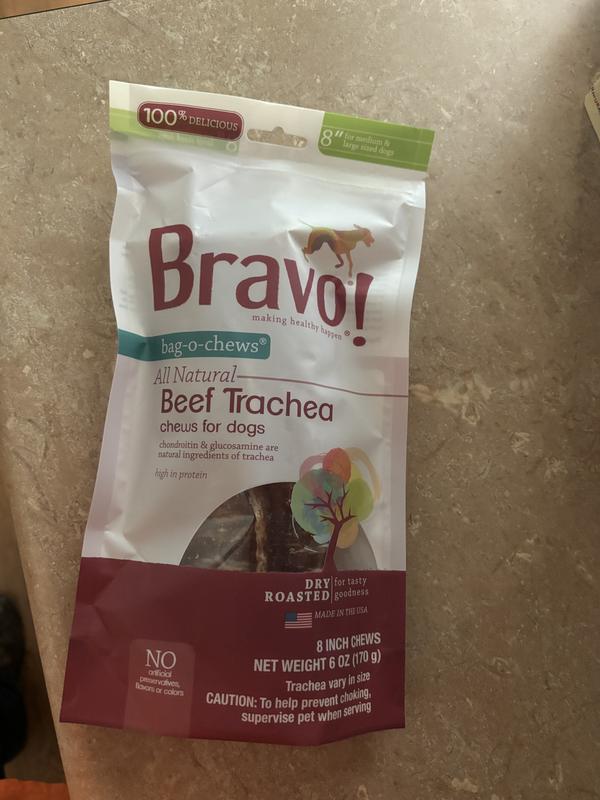 100% DELICIOUS
8" for medium &
large sized dogs
Bravo!
making healthy happen®
bag-o-chews®
All Natural
Beef Trachea
chews for dogs
chondroitin & glucosamine are
natural ingredients of trachea
high in protein
DRY ROASTED
for tasty goodness
MADE IN THE USA
NO
artificial
preservatives,
flavors or colors
8 INCH CHEWS
NET WEIGHT 6 OZ (170 g)
Trachea vary in size
CAUTION: To help prevent choking,
supervise pet when serving